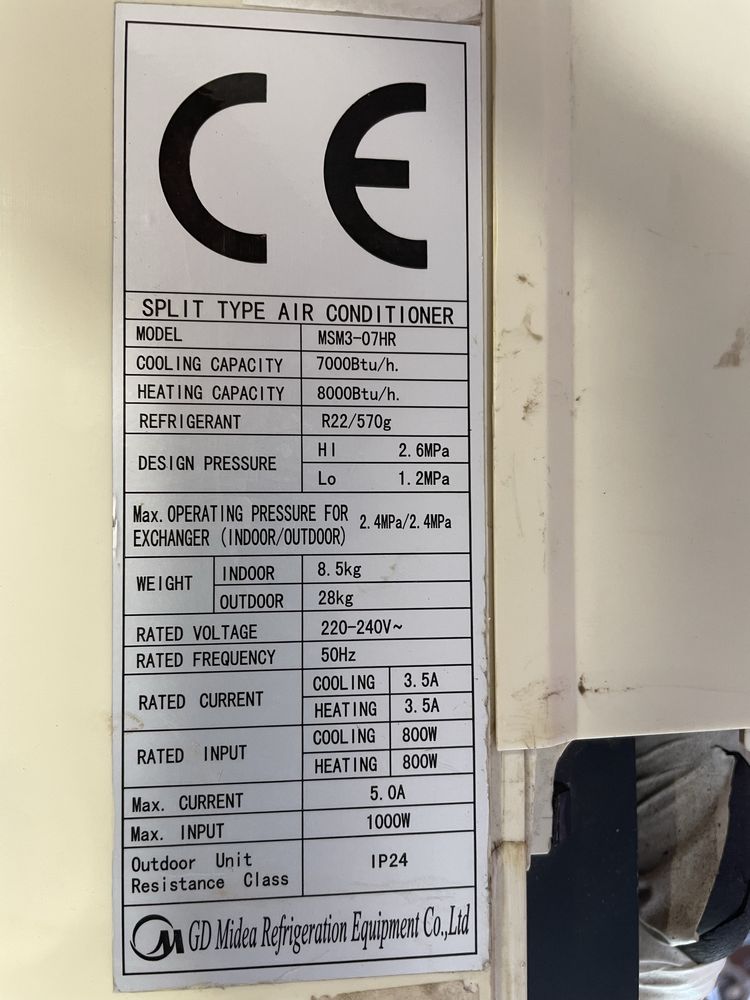 CE
SPLIT TYPE AIR CONDITIONER
MODEL MSM3-07HR
COOLING CAPACITY 7000Btu/h.
HEATING CAPACITY 8000Btu/h.
REFRIGERANT R22/570g
DESIGN PRESSURE HI 2.6MPa
Lo 1.2MPa
Max. OPERATING PRESSURE FOR
EXCHANGER (INDOOR/OUTDOOR) 2.4MPa/2.4MPa
WEIGHT INDOOR 8.5kg
OUTDOOR 28kg
RATED VOLTAGE 220-240V~
RATED FREQUENCY 50Hz
RATED CURRENT COOLING 3.5A
HEATING 3.5A
RATED INPUT COOLING 800W
HEATING 800W
Max. CURRENT 5.0A
Max. INPUT 1000W
Outdoor Unit
Resistance Class IP24
GD Midea Refrigeration Equipment Co.,Ltd